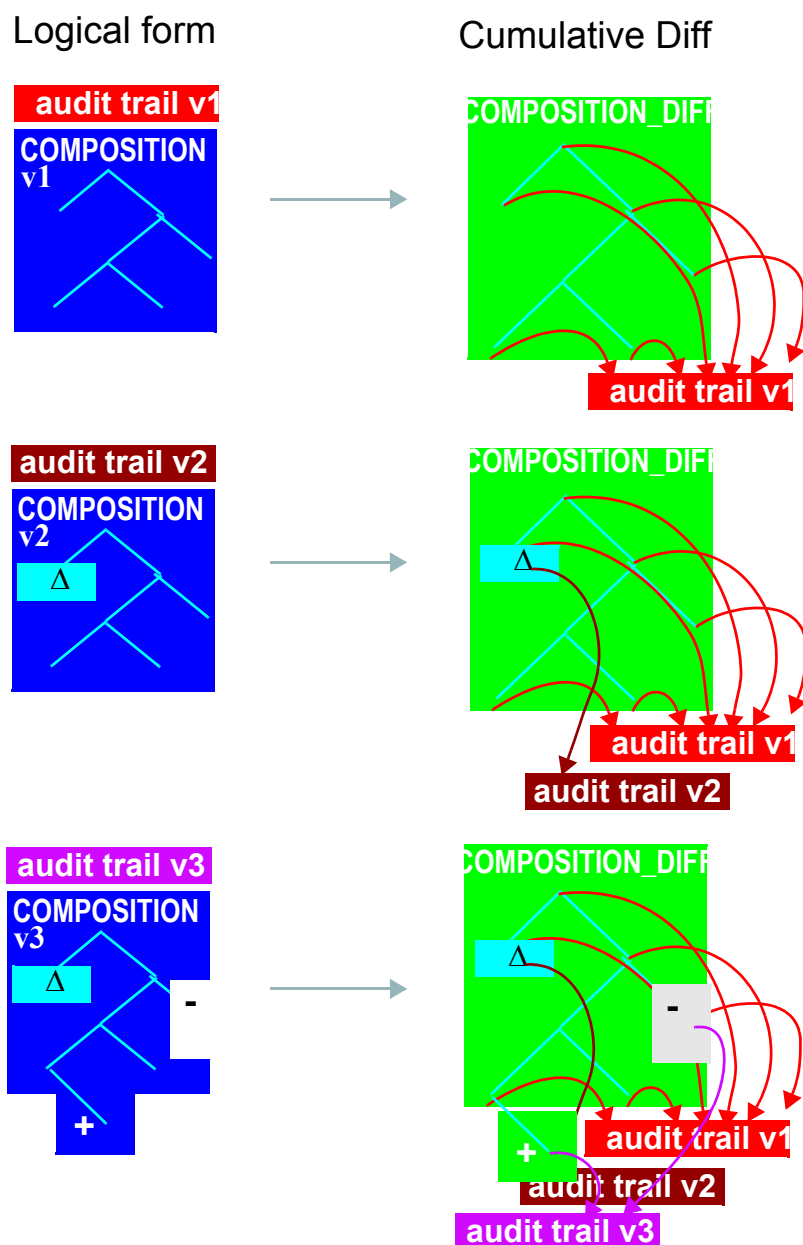 Logical form
Cumulative Diff
audit trail v1
COMPOSITION
v1
COMPOSITION_DIFF
audit trail v1
audit trail v2
COMPOSITION
v2
Δ
COMPOSITION_DIFF
Δ
audit trail v1
audit trail v2
audit trail v3
COMPOSITION
v3
Δ
-
+
COMPOSITION_DIFF
Δ
-
+
audit trail v1
audit trail v2
audit trail v3